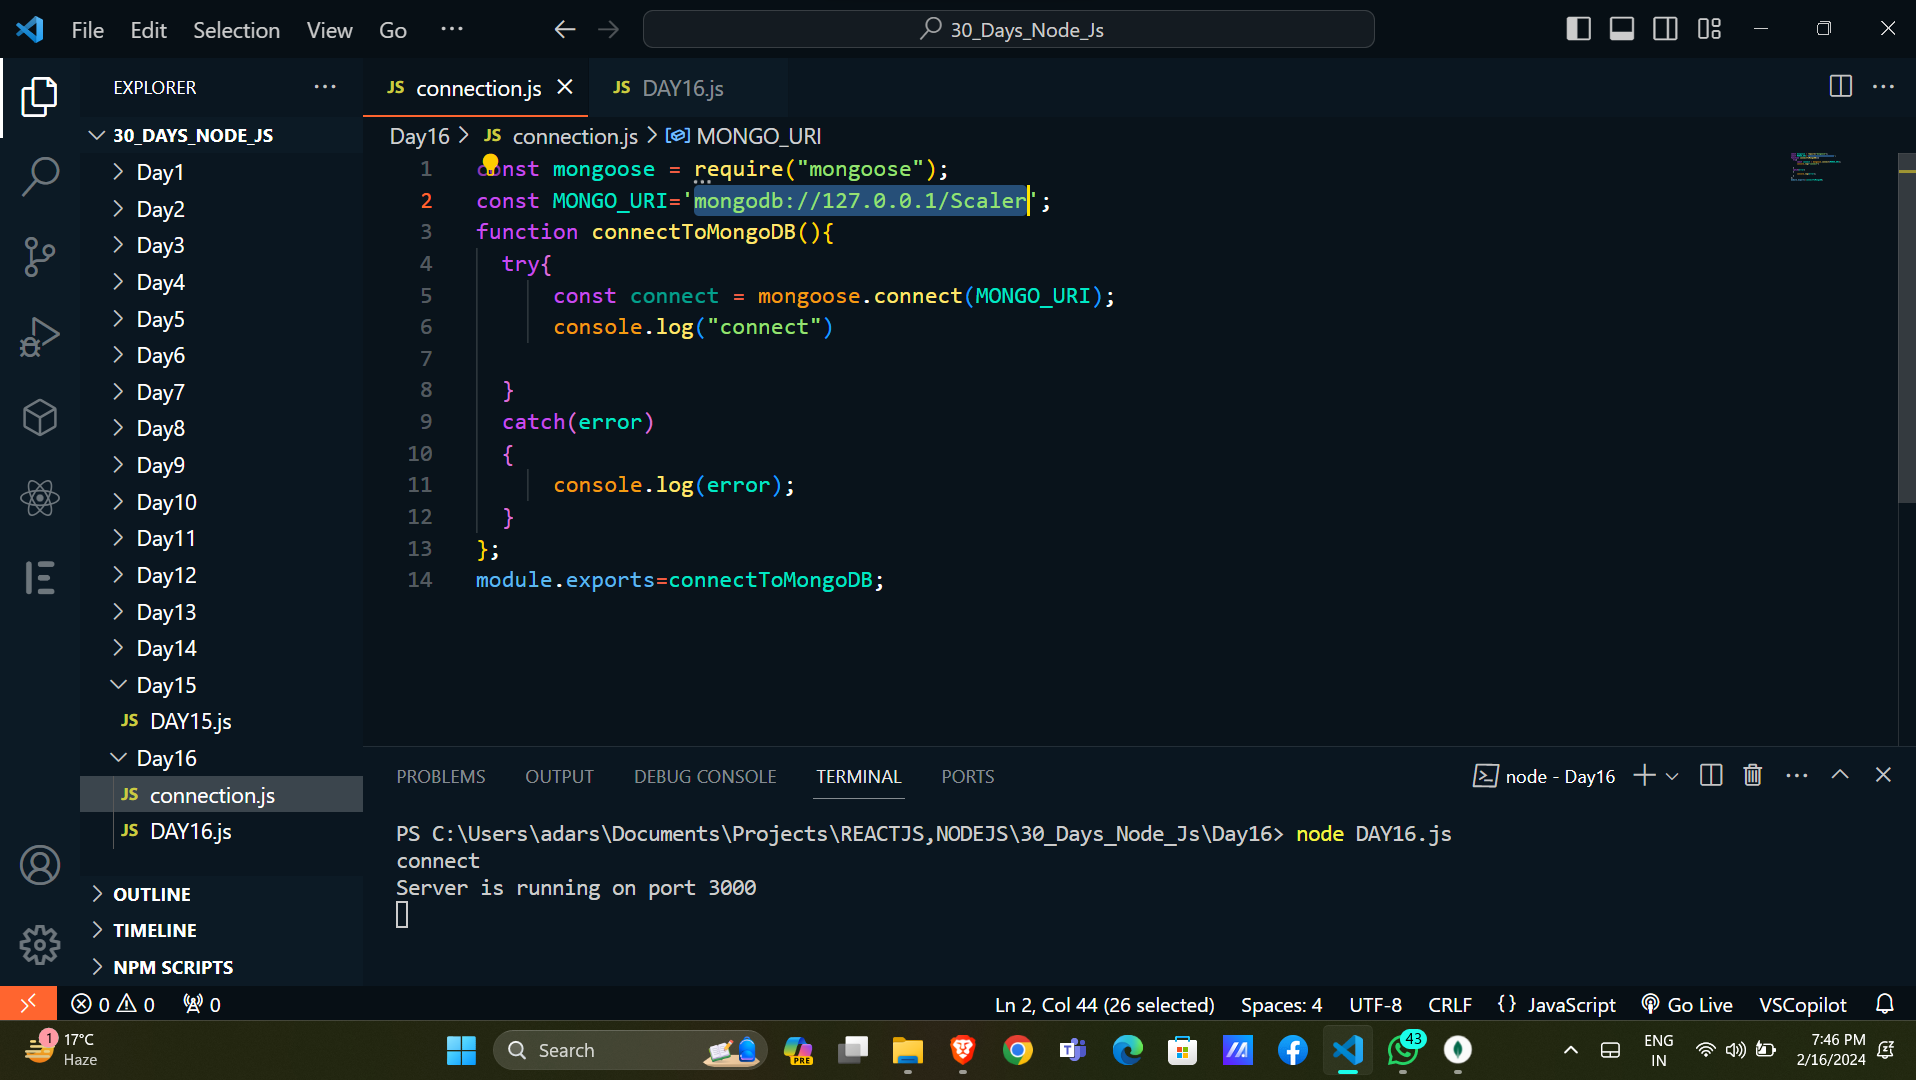 File Edit Selection View Go ···
30_Days_Node_Js
EXPLORER ···
30_DAYS_NODE_JS
Day1
Day2
Day3
Day4
Day5
Day6
Day7
Day8
Day9
Day10
Day11
Day12
Day13
Day14
Day15
JS DAY15.js
Day16
JS connection.js
JS DAY16.js
OUTLINE
TIMELINE
NPM SCRIPTS
JS connection.js
JS DAY16.js
Day16 > JS connection.js > MONGO_URI
1 const mongoose = require("mongoose");
2 const MONGO_URI='mongodb://127.0.0.1/Scaler';
3 function connectToMongoDB(){
4 try{
5 const connect = mongoose.connect(MONGO_URI);
6 console.log("connect")
7
8 }
9 catch(error)
10 {
11 console.log(error);
12 }
13 };
14 module.exports=connectToMongoDB;
PROBLEMS OUTPUT DEBUG CONSOLE TERMINAL PORTS
node - Day16
PS C:\Users\adars\Documents\Projects\REACTJS,NODEJS\30_Days_Node_Js\Day16> node DAY16.js
connect
Server is running on port 3000
0 0 0
Ln 2, Col 44 (26 selected) Spaces: 4 UTF-8 CRLF {} JavaScript Go Live VSCopilot
1
17°C
Haze
Search
PRE
43
ENG
IN
7:46 PM
2/16/2024